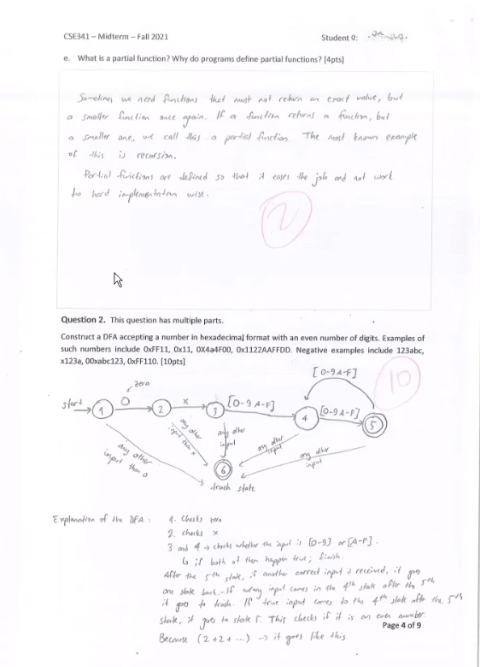 CSE341 – Midterm – Fall 2021
Student #:
e. What is a partial function? Why do programs define partial functions? [4pts]
Sometimes we need functions that must not return an exact value, but
a smaller function once again. If a function returns a function, but
a smaller one, we call this a partial function. The most known example
of this is recursion.
Partial functions are defined so that it eases the job and not work
too hard implementation wise.
2
Question 2. This question has multiple parts.
Construct a DFA accepting a number in hexadecimal format with an even number of digits. Examples of
such numbers include 0xFF11, 0x11, 0X4a4F00, 0x1122AAFFDD. Negative examples include 123abc,
x123a, 00xabc123, 0xFF110. [10pts]
10
[0-9 A-F]
zero
start
0
x
[0-9 A-F]
[0-9 A-F]
1
2
3
4
5
any other
input than 0
any other
input than x
any other
input
any other
input
any other
input
6
trash state
Explanation of the DFA :
1. Checks zero
2. checks x
3 and 4 → checks whether the input is [0-9] or [A-F].
↳ if both of them happen true, finish.
After the 5th state, if another correct input is received, it goes
one state back. If wrong input comes in the 4th state after the 5th
it goes to trash. If true input comes to the 4th state after the 5th
state, it goes to state 5. This checks if it is an even number.
Page 4 of 9
Because (2+2+...) → it goes like this